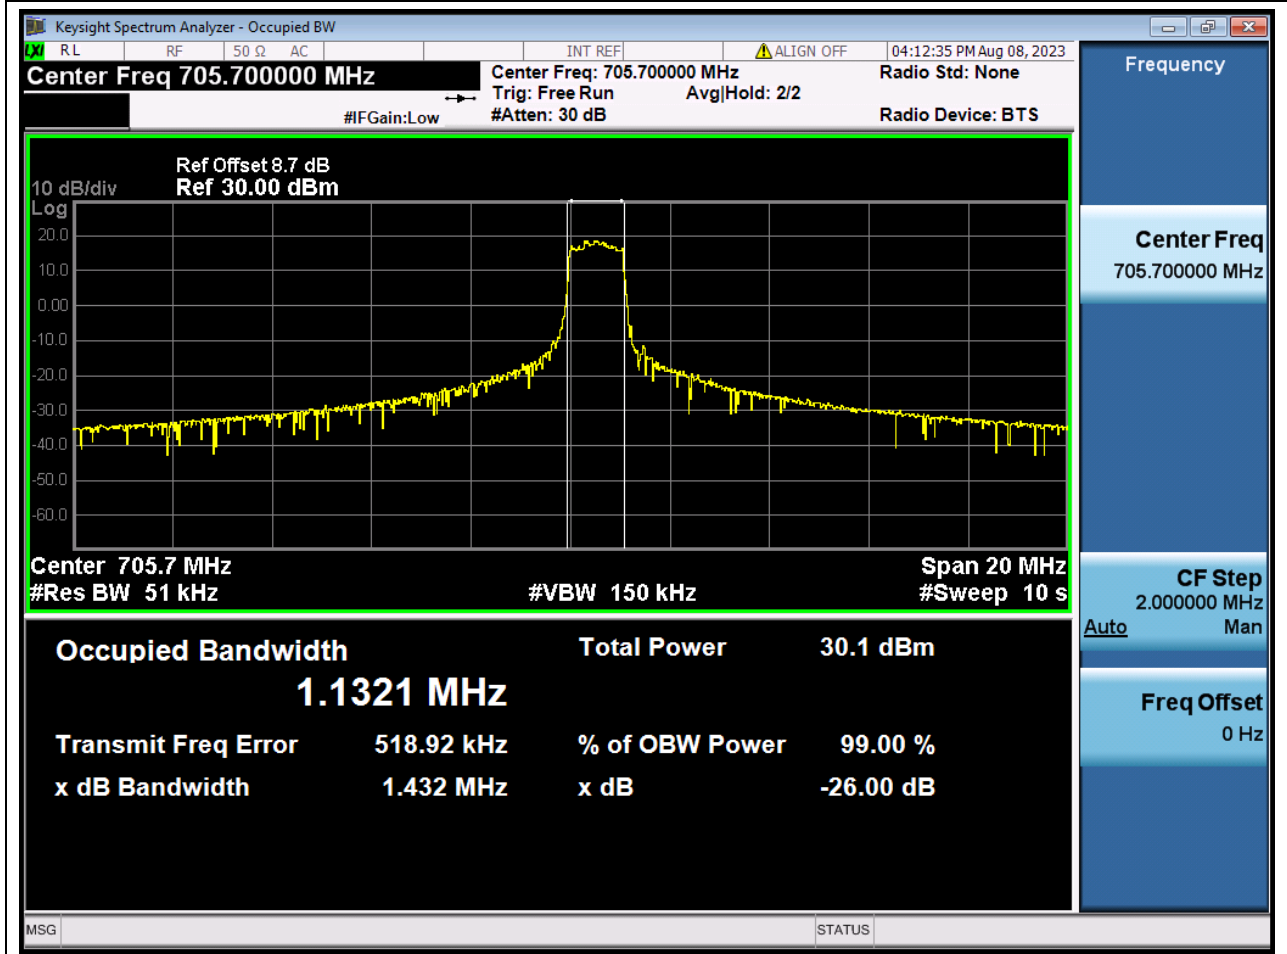 Keysight Spectrum Analyzer - Occupied BW
LXI RL RF 50 Ω AC INT REF ALIGN OFF 04:12:35 PM Aug 08, 2023
Center Freq 705.700000 MHz
Center Freq: 705.700000 MHz
Radio Std: None
Trig: Free Run Avg|Hold: 2/2
#IFGain:Low
#Atten: 30 dB
Radio Device: BTS
Ref Offset 8.7 dB
10 dB/div Ref 30.00 dBm
Log
20.0
10.0
0.00
-10.0
-20.0
-30.0
-40.0
-50.0
-60.0
Center 705.7 MHz Span 20 MHz
#Res BW 51 kHz #VBW 150 kHz #Sweep 10 s
Occupied Bandwidth Total Power 30.1 dBm
1.1321 MHz
Transmit Freq Error 518.92 kHz % of OBW Power 99.00 %
x dB Bandwidth 1.432 MHz x dB -26.00 dB
MSG STATUS
Frequency
Center Freq
705.700000 MHz
CF Step
2.000000 MHz
Auto Man
Freq Offset
0 Hz